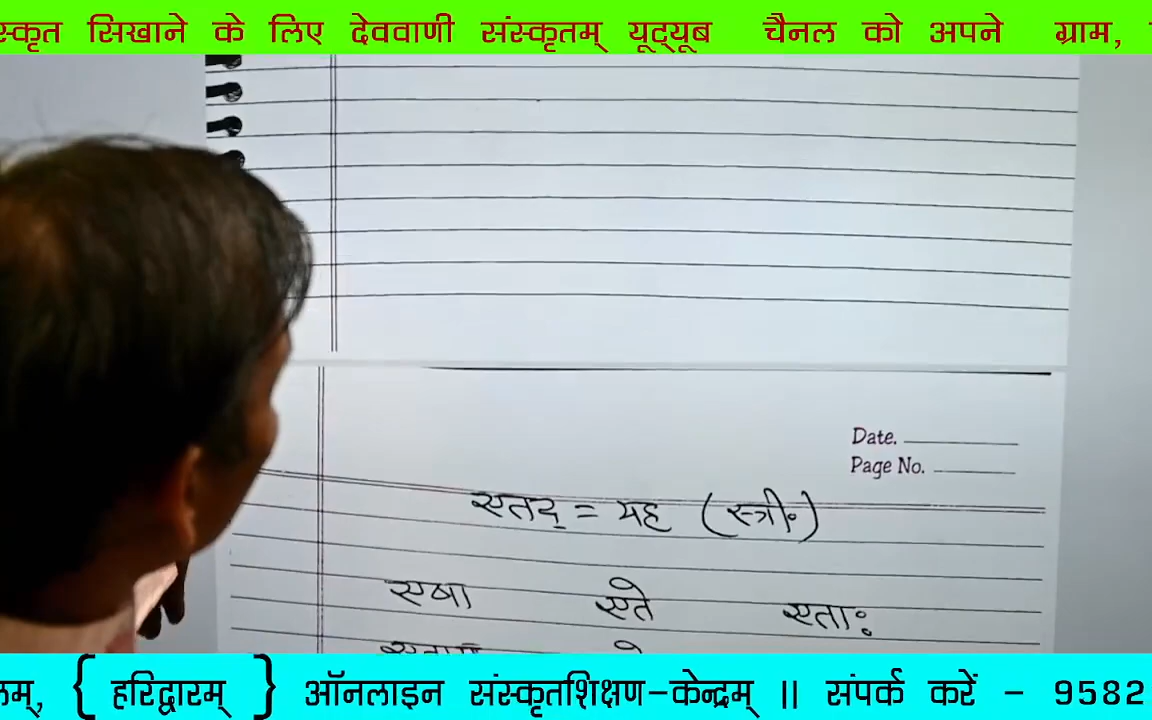 स्कृत सिखाने के लिए देववाणी संस्कृतम् यूट्यूब चैनल को अपने ग्राम,
Date.
Page No.
एतद् = यह (स्त्री॰)
एषा एते एताः
लम्, { हरिद्वारम् } ऑनलाइन संस्कृतशिक्षण-केन्द्रम् || संपर्क करें - 9582